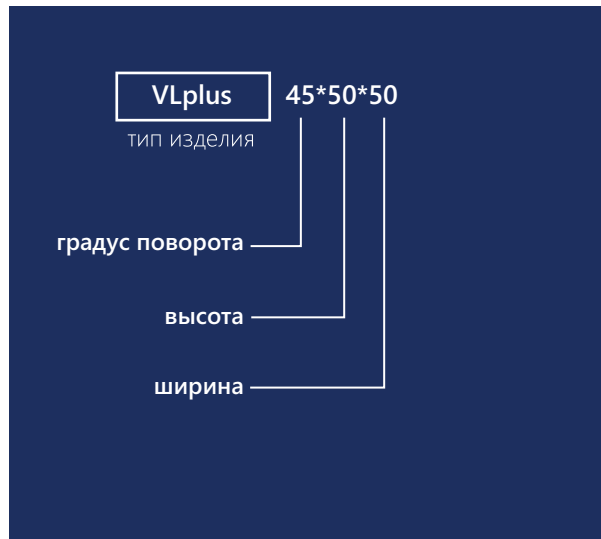 VLplus 45*50*50
тип изделия
градус поворота
высота
ширина